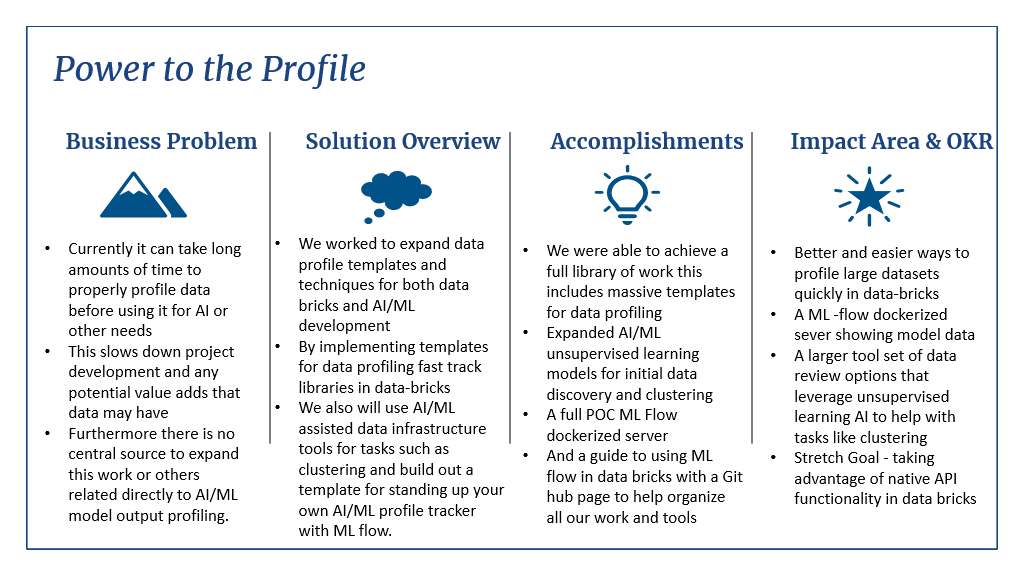 Power to the Profile
Business Problem
• Currently it can take long
amounts of time to
properly profile data
before using it for AI or
other needs
• This slows down project
development and any
potential value adds that
data may have
• Furthermore there is no
central source to expand
this work or others
related directly to AI/ML
model output profiling.
Solution Overview
• We worked to expand data
profile templates and
techniques for both data
bricks and AI/ML
development
• By implementing templates
for data profiling fast track
libraries in data-bricks
• We also will use AI/ML
assisted data infrastructure
tools for tasks such as
clustering and build out a
template for standing up your
own AI/ML profile tracker
with ML flow.
Accomplishments
• We were able to achieve a
full library of work this
includes massive templates
for data profiling
• Expanded AI/ML
unsupervised learning
models for initial data
discovery and clustering
• A full POC ML Flow
dockerized server
• And a guide to using ML
flow in data bricks with a Git
hub page to help organize
all our work and tools
Impact Area & OKR
• Better and easier ways to
profile large datasets
quickly in data-bricks
• A ML -flow dockerized
sever showing model data
• A larger tool set of data
review options that
leverage unsupervised
learning AI to help with
tasks like clustering
• Stretch Goal - taking
advantage of native API
functionality in data bricks